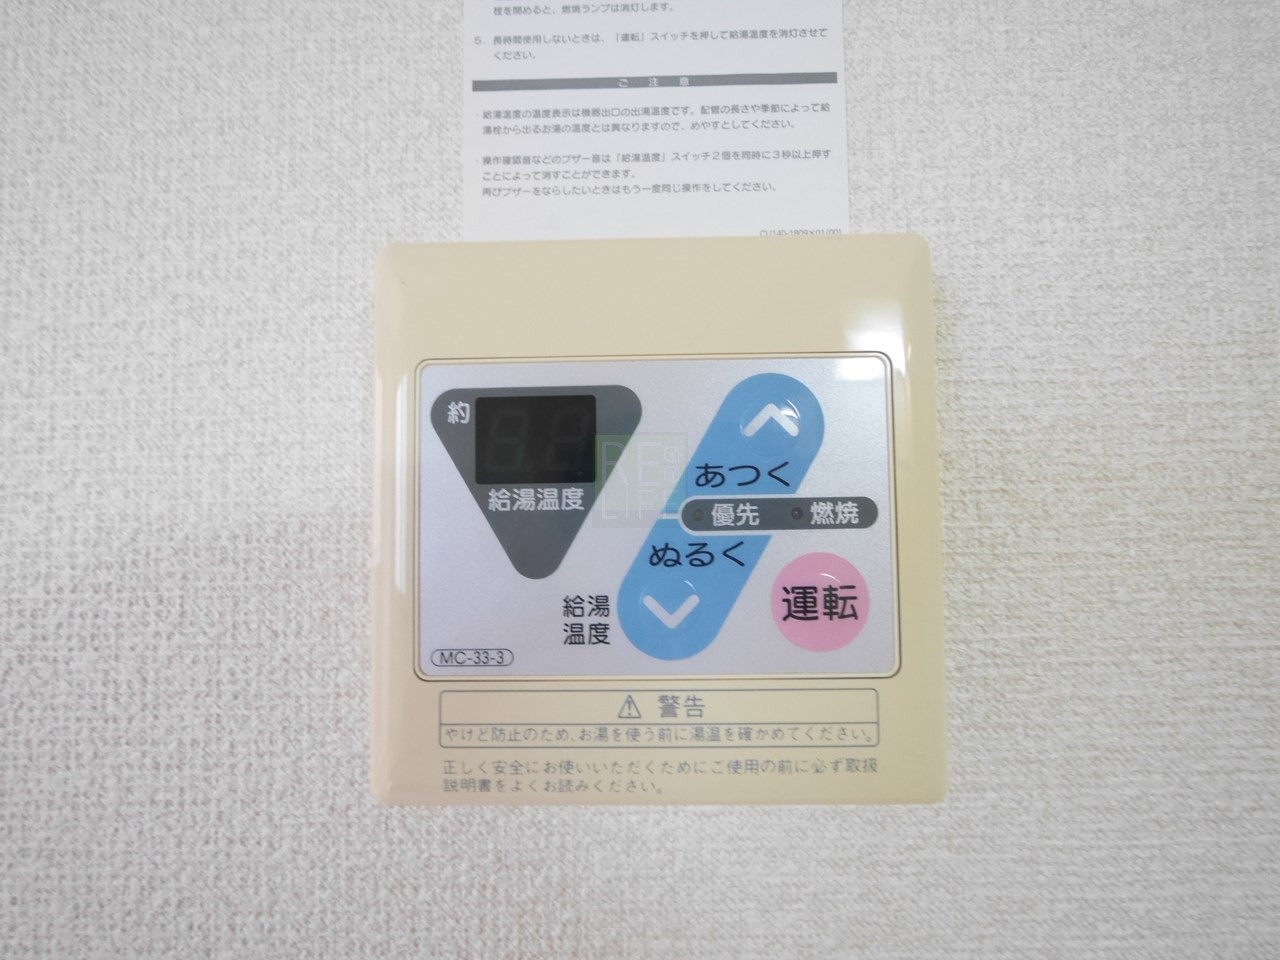 栓を閉めると、燃焼ランプは消灯します。
5．長時間使用しないときは、「運転」スイッチを押して給湯温度を消灯させて
ください。
ご 注 意
・給湯温度の温度表示は機器出口の出湯温度です。配管の長さや季節によって給
湯栓から出るお湯の温度とは異なりますので、めやすとしてください。
・操作確認音などのブザー音は「給湯温度」スイッチ2個を同時に3秒以上押す
ことによって消すことができます。
再びブザーをならしたいときはもう一度同じ操作をしてください。
約
給湯温度
RE
LIFE
あつく
優先 燃焼
ぬるく
給湯
温度
運転
MC-33-3
⚠ 警告
やけど防止のため、お湯を使う前に湯温を確かめてください。
正しく安全にお使いいただくためにご使用の前に必ず取扱
説明書をよくお読みください。